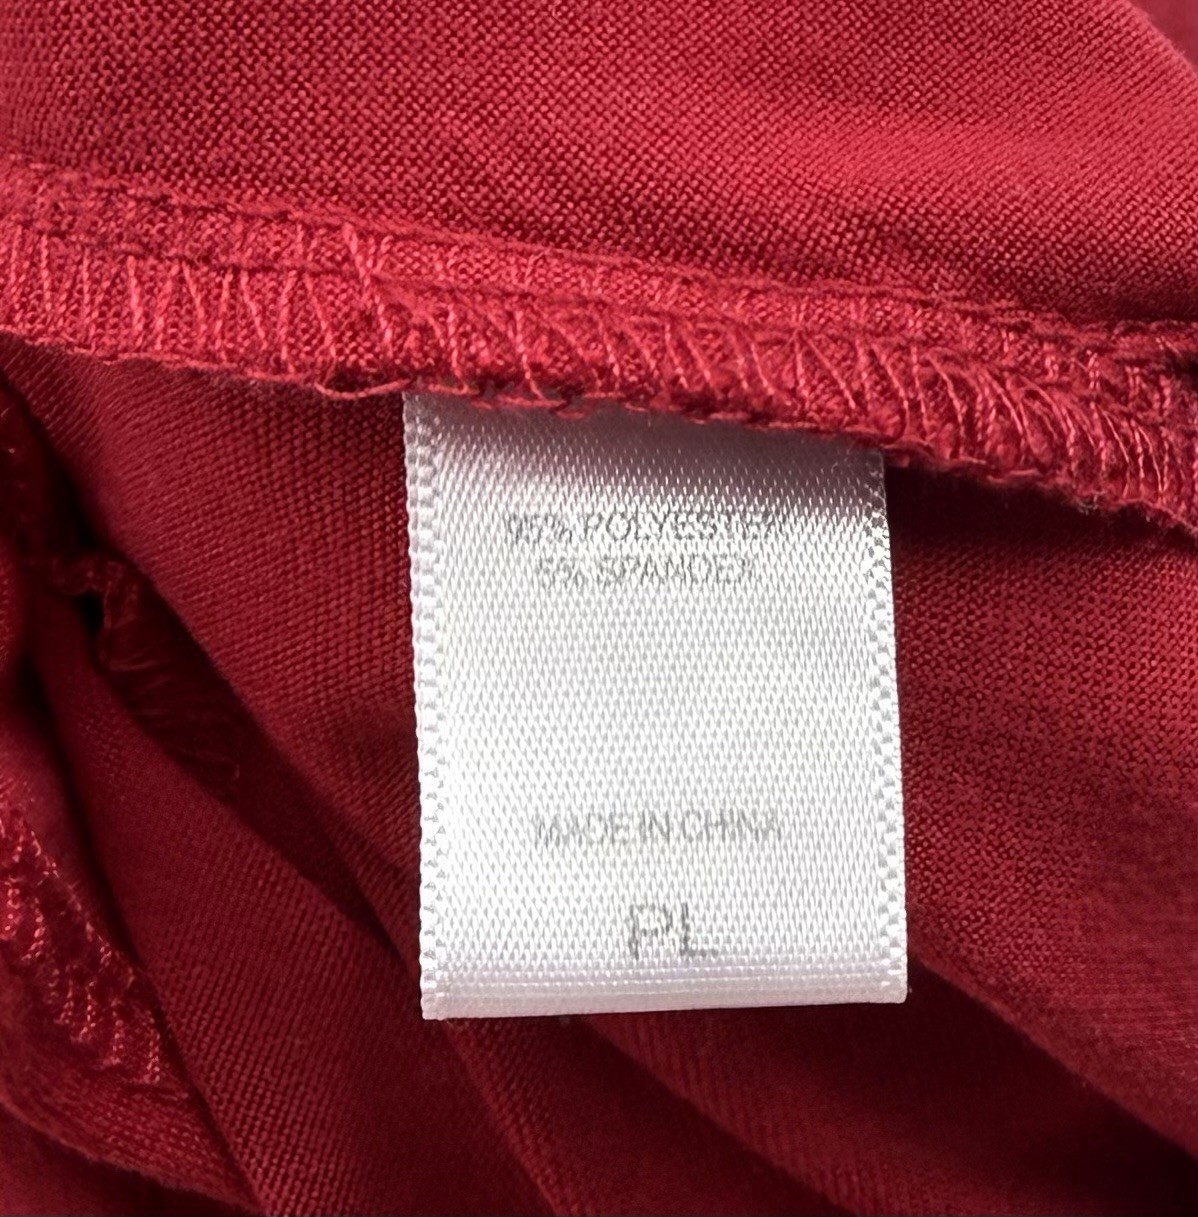 95% POLYESTER
5% SPANDEX
MADE IN CHINA
PL